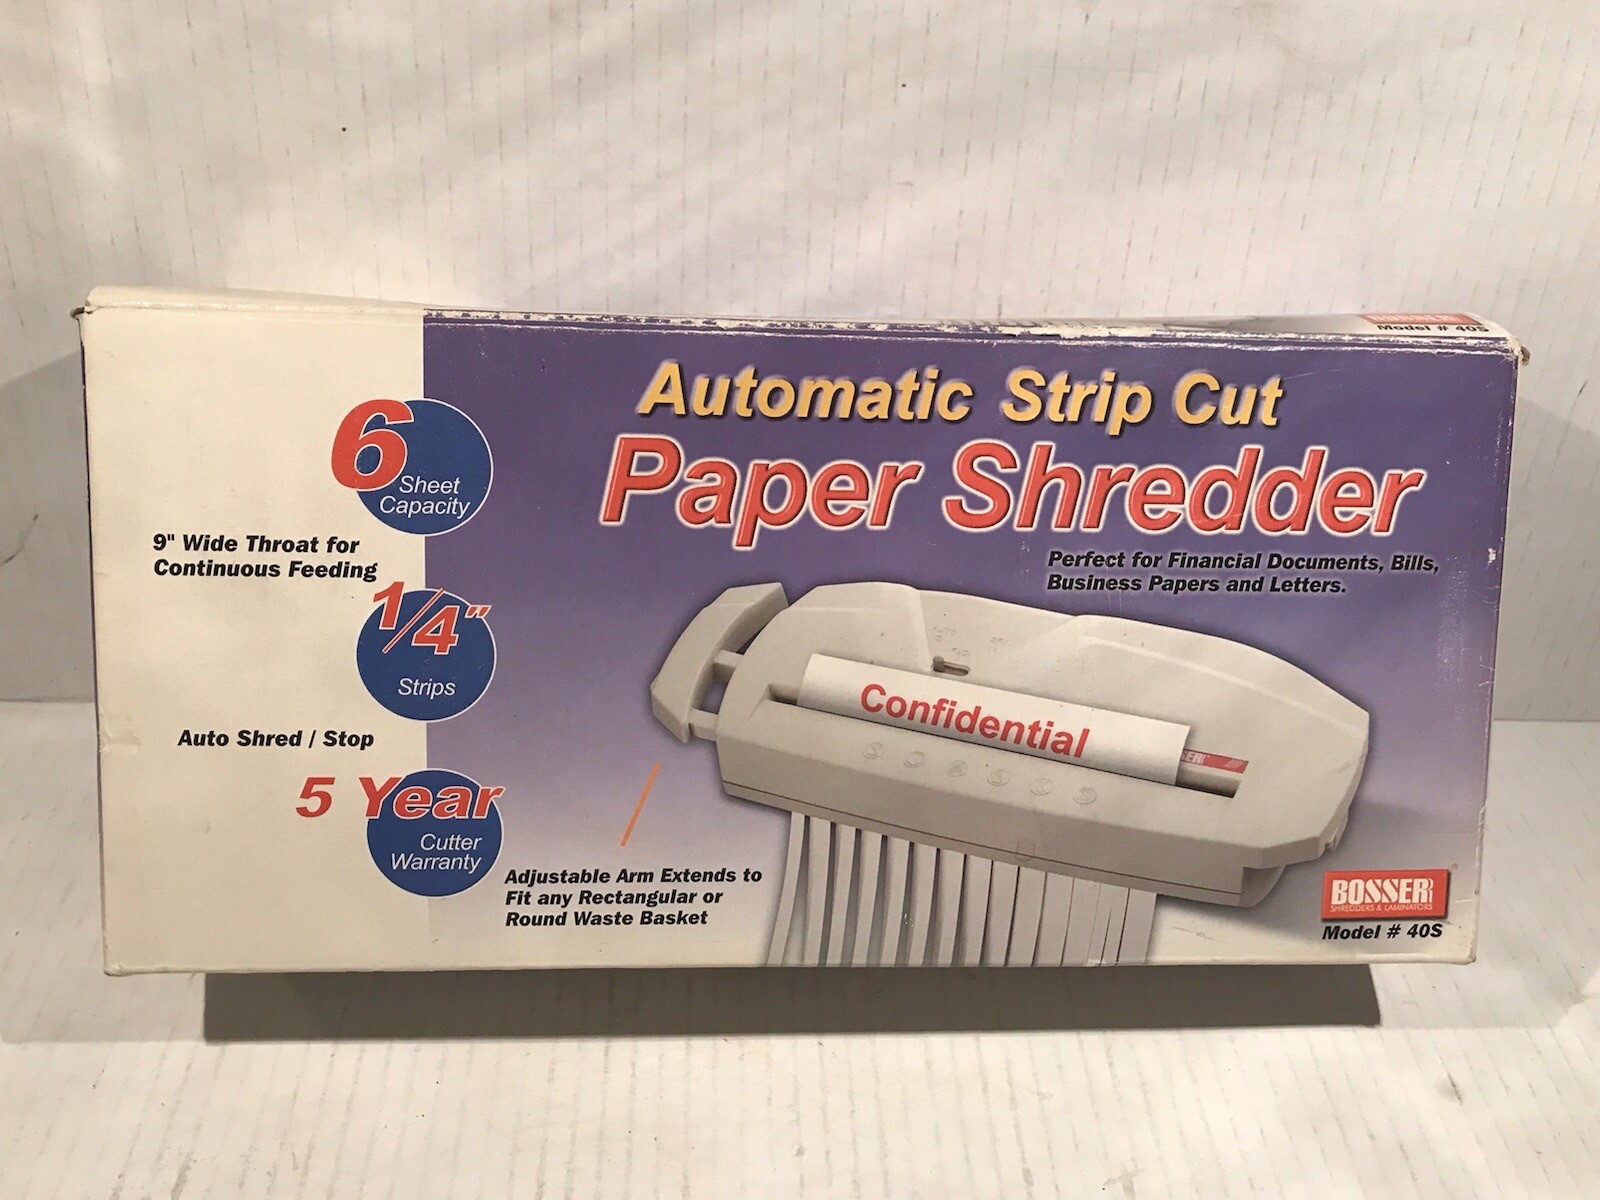 Model # 40S
Automatic Strip Cut
Paper Shredder
Perfect for Financial Documents, Bills,
Business Papers and Letters.
6
Sheet
Capacity
9" Wide Throat for
Continuous Feeding
1/4"
Strips
Auto Shred / Stop
5 Year
Cutter
Warranty
Confidential
Adjustable Arm Extends to
Fit any Rectangular or
Round Waste Basket
BOSSER
SHREDDERS & LAMINATORS
Model # 40S